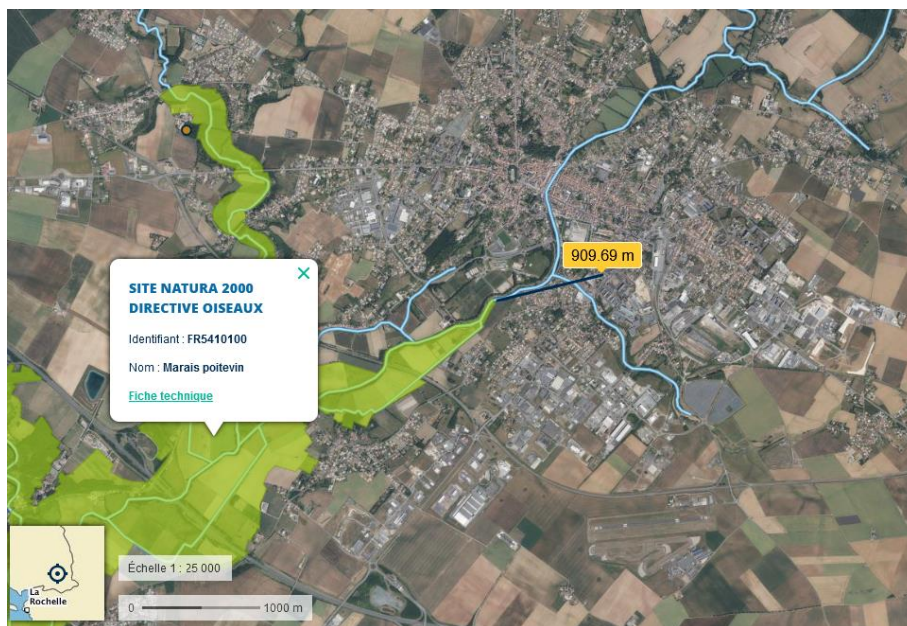 909.69 m
SITE NATURA 2000
DIRECTIVE OISEAUX
Identifiant : FR5410100
Nom : Marais poitevin
Fiche technique
Échelle 1 : 25 000
0 1000 m
La
Rochelle